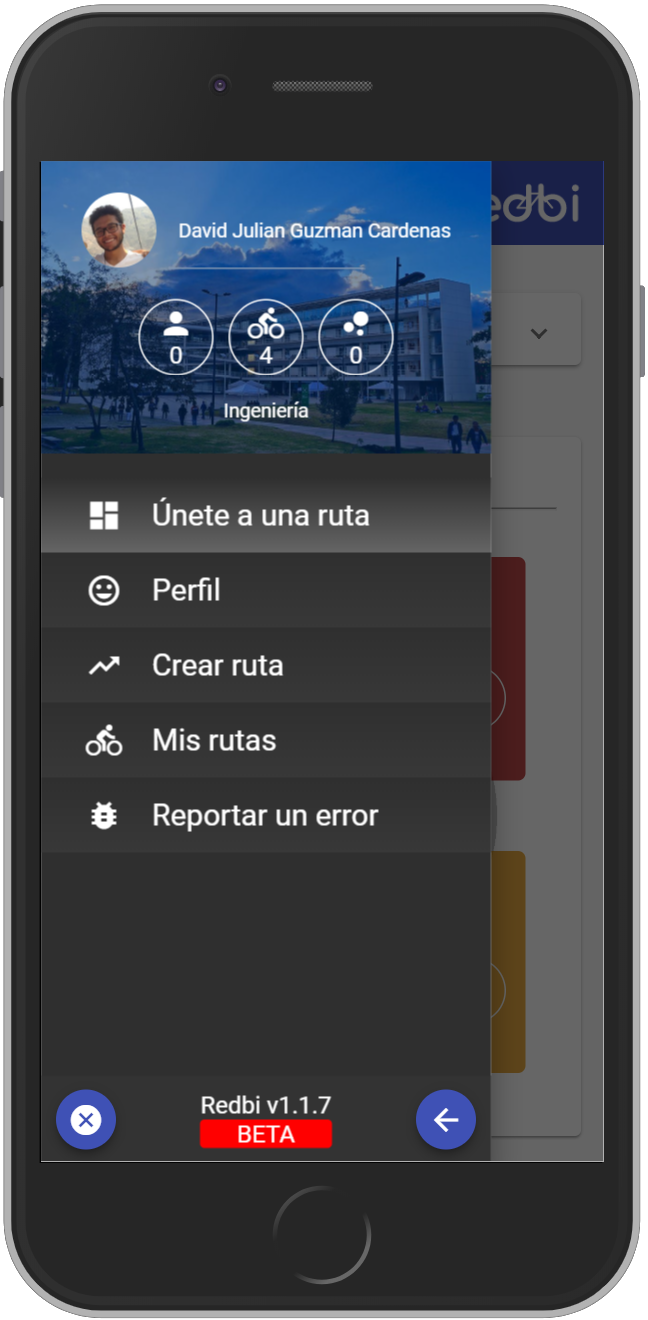 David Julian Guzman Cardenas
0
4
0
Ingeniería
Únete a una ruta
Perfil
Crear ruta
Mis rutas
Reportar un error
Redbi v1.1.7
BETA